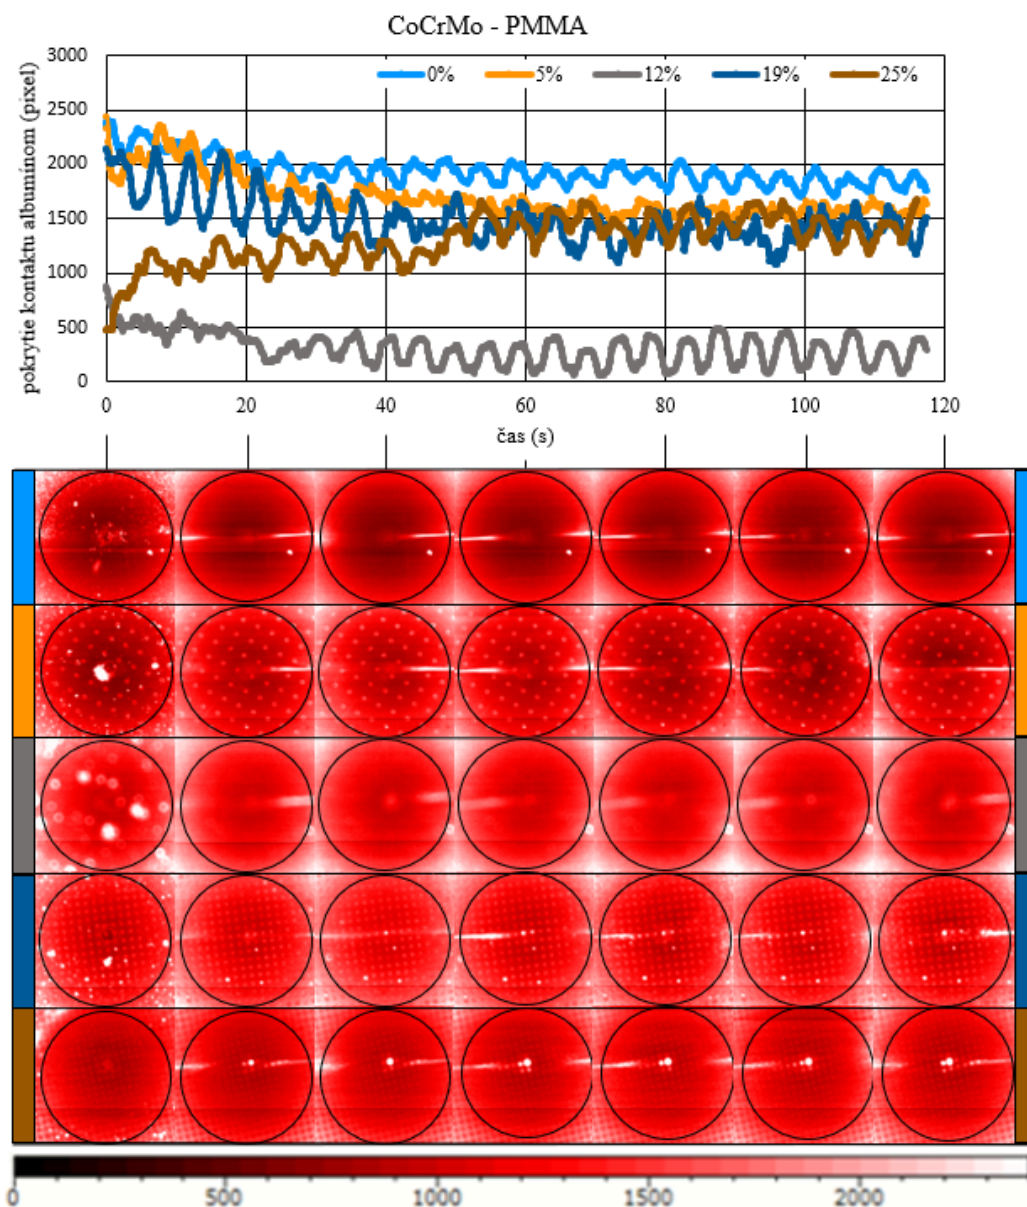 CoCrMo - PMMA
pokrytie kontaktu albumínom (pixel)
3000
2500
2000
1500
1000
500
0
0% 5% 12% 19% 25%
0 20 40 60 80 100 120
čas (s)
0 500 1000 1500 2000